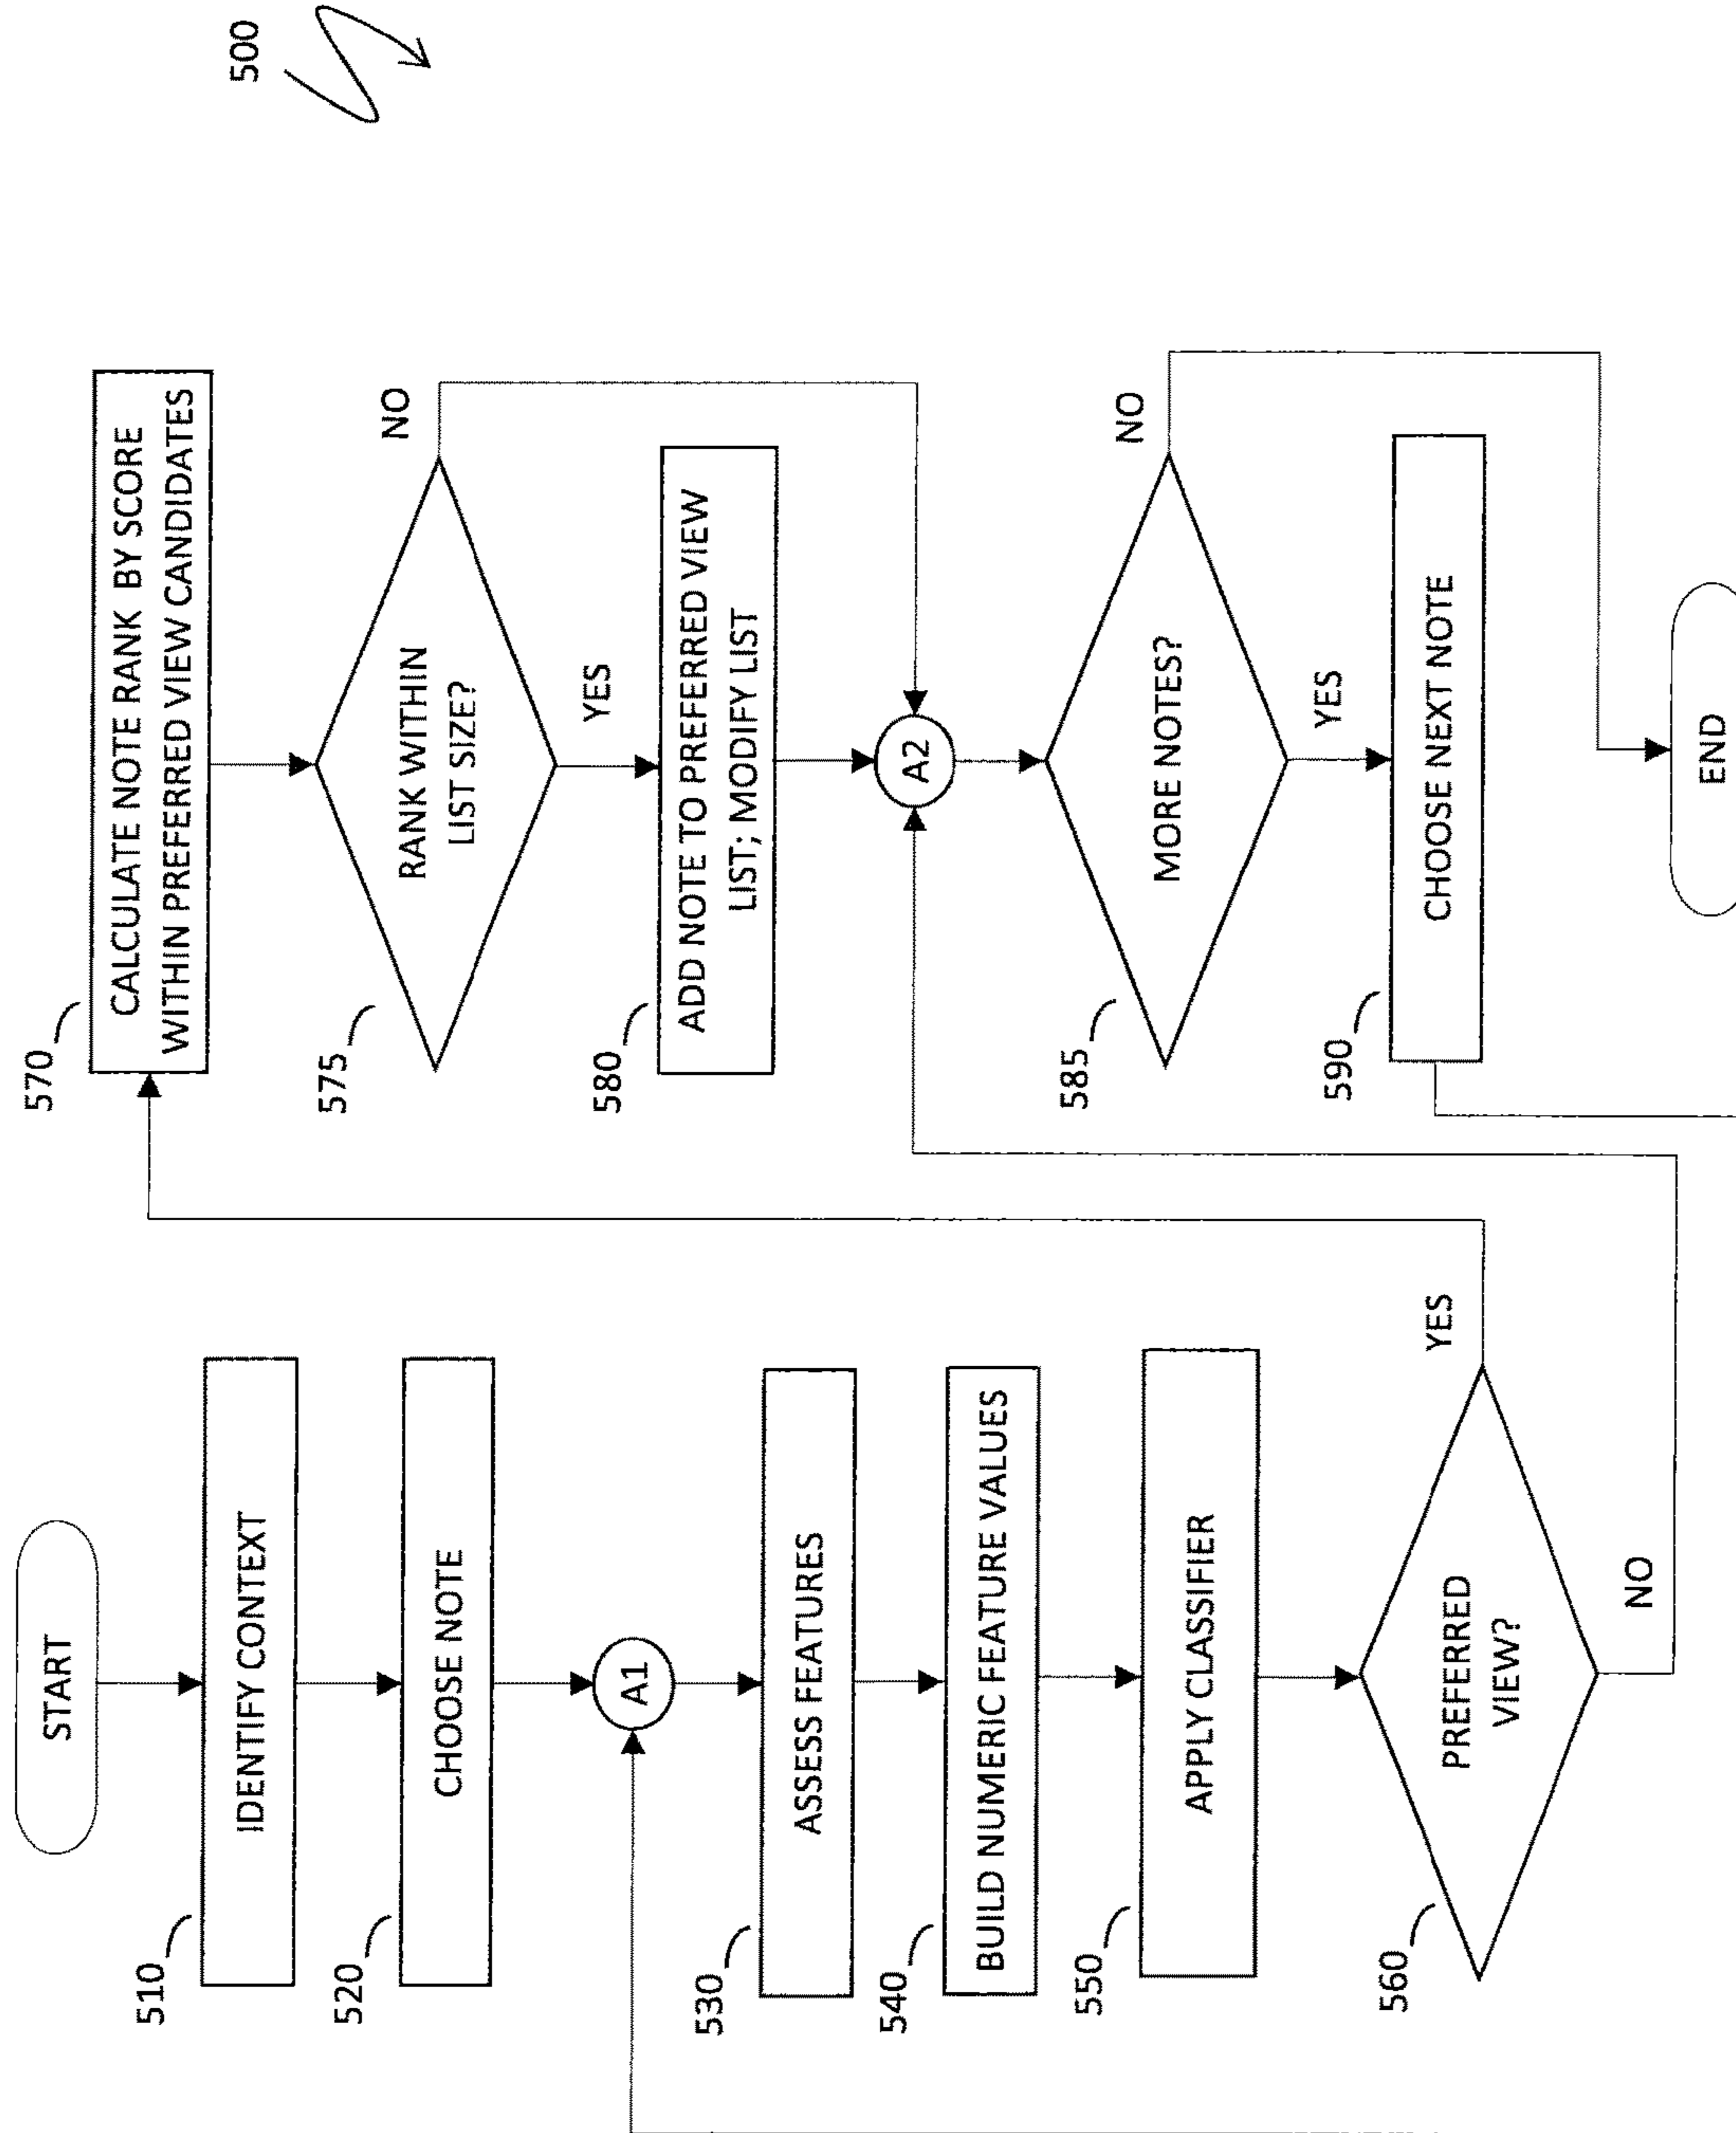 500
START
510
IDENTIFY CONTEXT
520
CHOOSE NOTE
A1
530
ASSESS FEATURES
540
BUILD NUMERIC FEATURE VALUES
550
APPLY CLASSIFIER
560
PREFERRED
VIEW?
YES
NO
570
CALCULATE NOTE RANK BY SCORE
WITHIN PREFERRED VIEW CANDIDATES
575
RANK WITHIN
LIST SIZE?
NO
YES
580
ADD NOTE TO PREFERRED VIEW
LIST; MODIFY LIST
A2
585
MORE NOTES?
NO
YES
590
CHOOSE NEXT NOTE
END